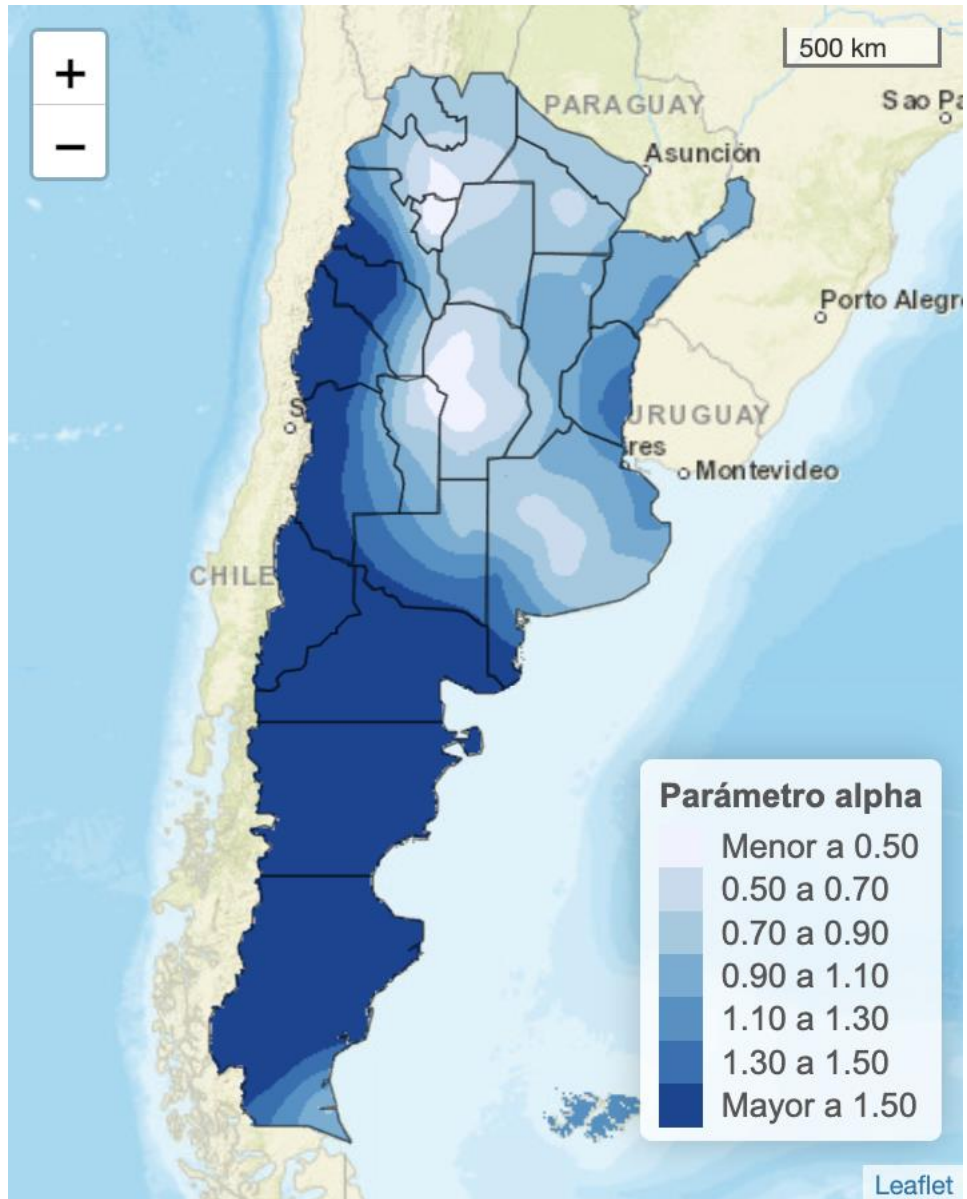 +
−
500 km
PARAGUAY
Sao Pa
Asunción
Porto Alegre
S
URUGUAY
res
Montevideo
CHILE
Parámetro alpha
Menor a 0.50
0.50 a 0.70
0.70 a 0.90
0.90 a 1.10
1.10 a 1.30
1.30 a 1.50
Mayor a 1.50
Leaflet